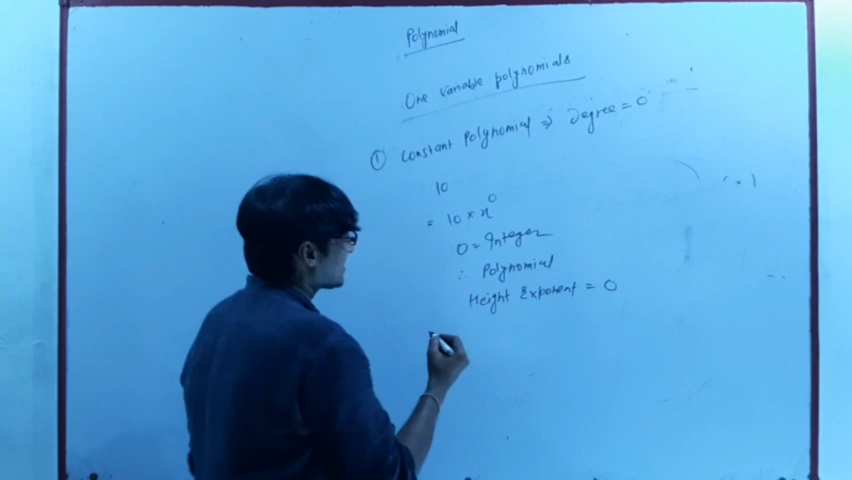 Polynomial
One variable polynomials
① Constant Polynomial ⇒ Degree = 0
10
= 10 × x⁰
0 = Integer
∴ Polynomial
Height Exponent = 0